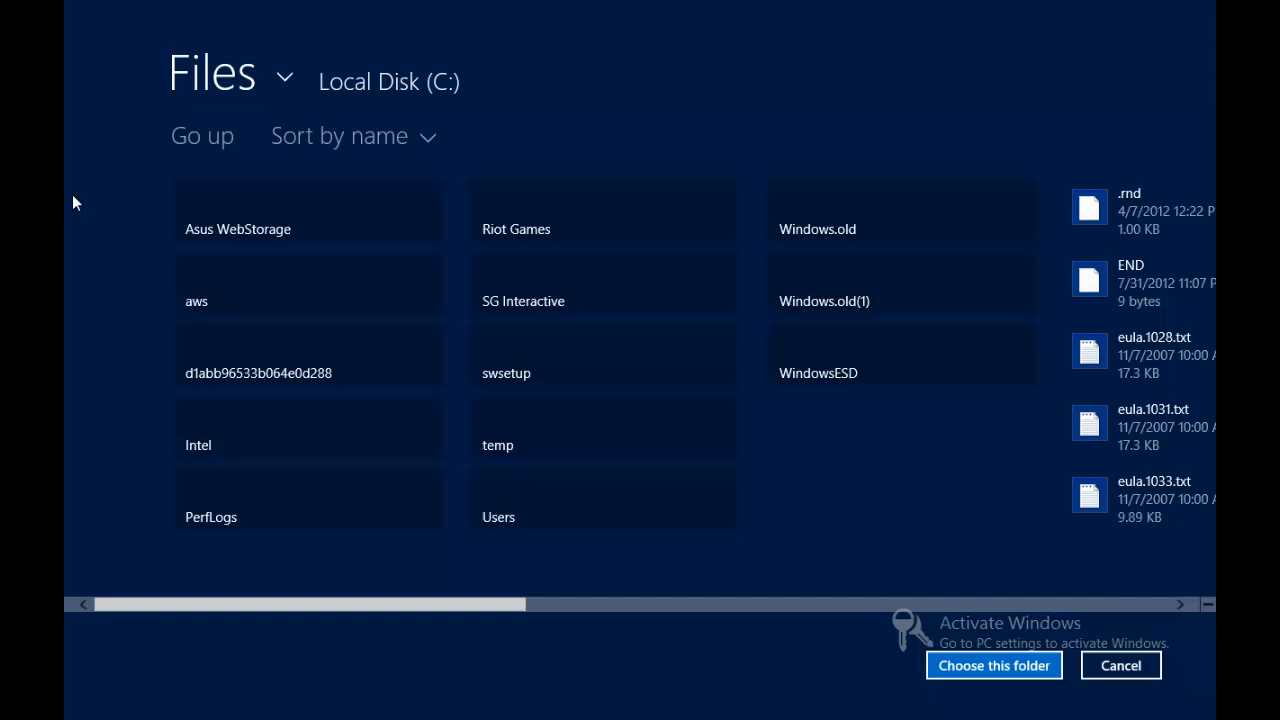 Files
Local Disk (C:)
Go up
Sort by name
Asus WebStorage
aws
d1abb96533b064e0d288
Intel
PerfLogs
Riot Games
SG Interactive
swsetup
temp
Users
Windows.old
Windows.old(1)
WindowsESD
.rnd
4/7/2012 12:22 P
1.00 KB
END
7/31/2012 11:07 P
9 bytes
eula.1028.txt
11/7/2007 10:00 A
17.3 KB
eula.1031.txt
11/7/2007 10:00 A
17.3 KB
eula.1033.txt
11/7/2007 10:00 A
9.89 KB
Activate Windows
Go to PC settings to activate Windows.
Choose this folder
Cancel